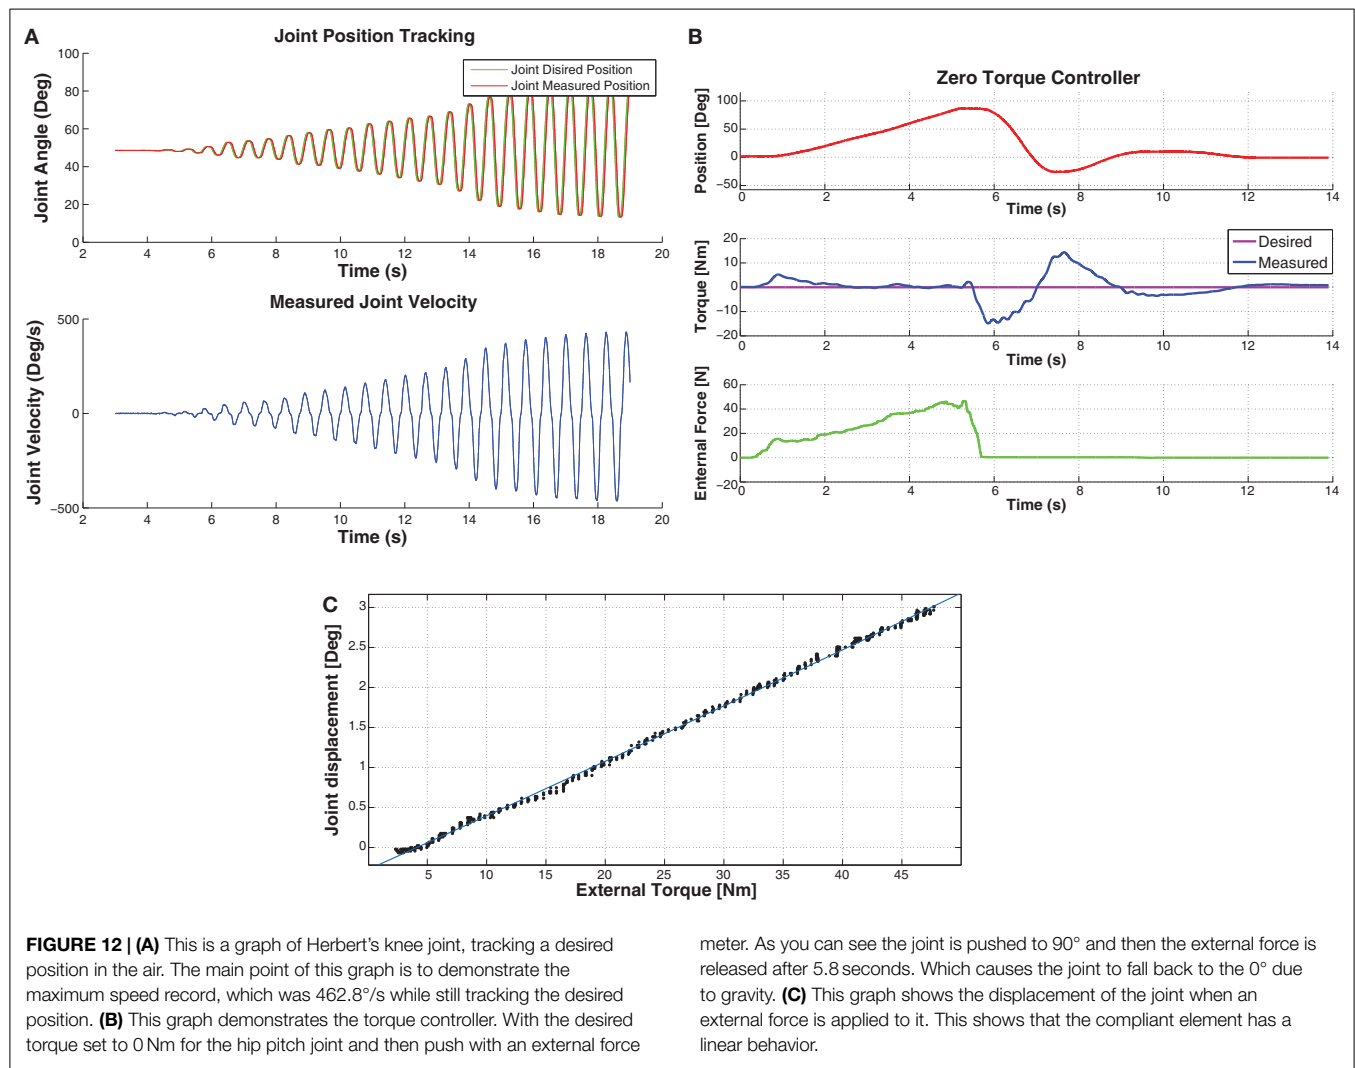 A
Joint Position Tracking
100
80
60
40
20
0
Joint Angle (Deg)
Joint Disired Position
Joint Measured Position
2 4 6 8 10 12 14 16 18 20
Time (s)
Measured Joint Velocity
500
0
−500
Joint Velocity (Deg/s)
2 4 6 8 10 12 14 16 18 20
Time (s)
B
Zero Torque Controller
100
50
0
−50
Position [Deg]
0 2 4 6 8 10 12 14
Time (s)
20
10
0
−10
−20
Torque [Nm]
Desired
Measured
0 2 4 6 8 10 12 14
Time (s)
60
40
20
0
−20
Enternal Force [N]
0 2 4 6 8 10 12 14
Time (s)
C
3
2.5
2
1.5
1
0.5
0
Joint displacement [Deg]
5 10 15 20 25 30 35 40 45
External Torque [Nm]
FIGURE 12 | (A) This is a graph of Herbert’s knee joint, tracking a desired
position in the air. The main point of this graph is to demonstrate the
maximum speed record, which was 462.8°/s while still tracking the desired
position. (B) This graph demonstrates the torque controller. With the desired
torque set to 0 Nm for the hip pitch joint and then push with an external force
meter. As you can see the joint is pushed to 90° and then the external force is
released after 5.8 seconds. Which causes the joint to fall back to the 0° due
to gravity. (C) This graph shows the displacement of the joint when an
external force is applied to it. This shows that the compliant element has a
linear behavior.